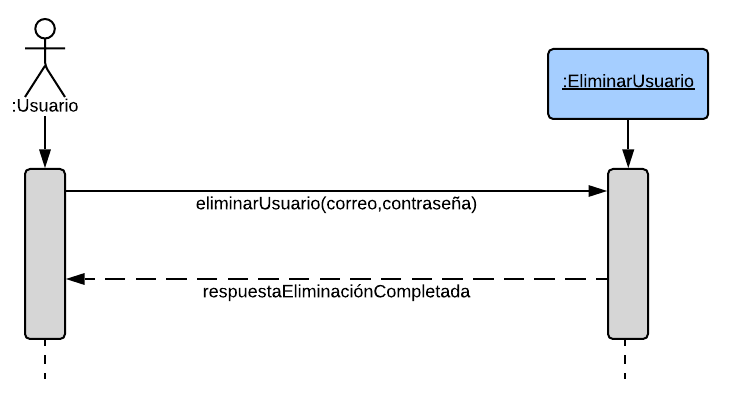 :Usuario
:EliminarUsuario
eliminarUsuario(correo,contraseña)
respuestaEliminaciónCompletada